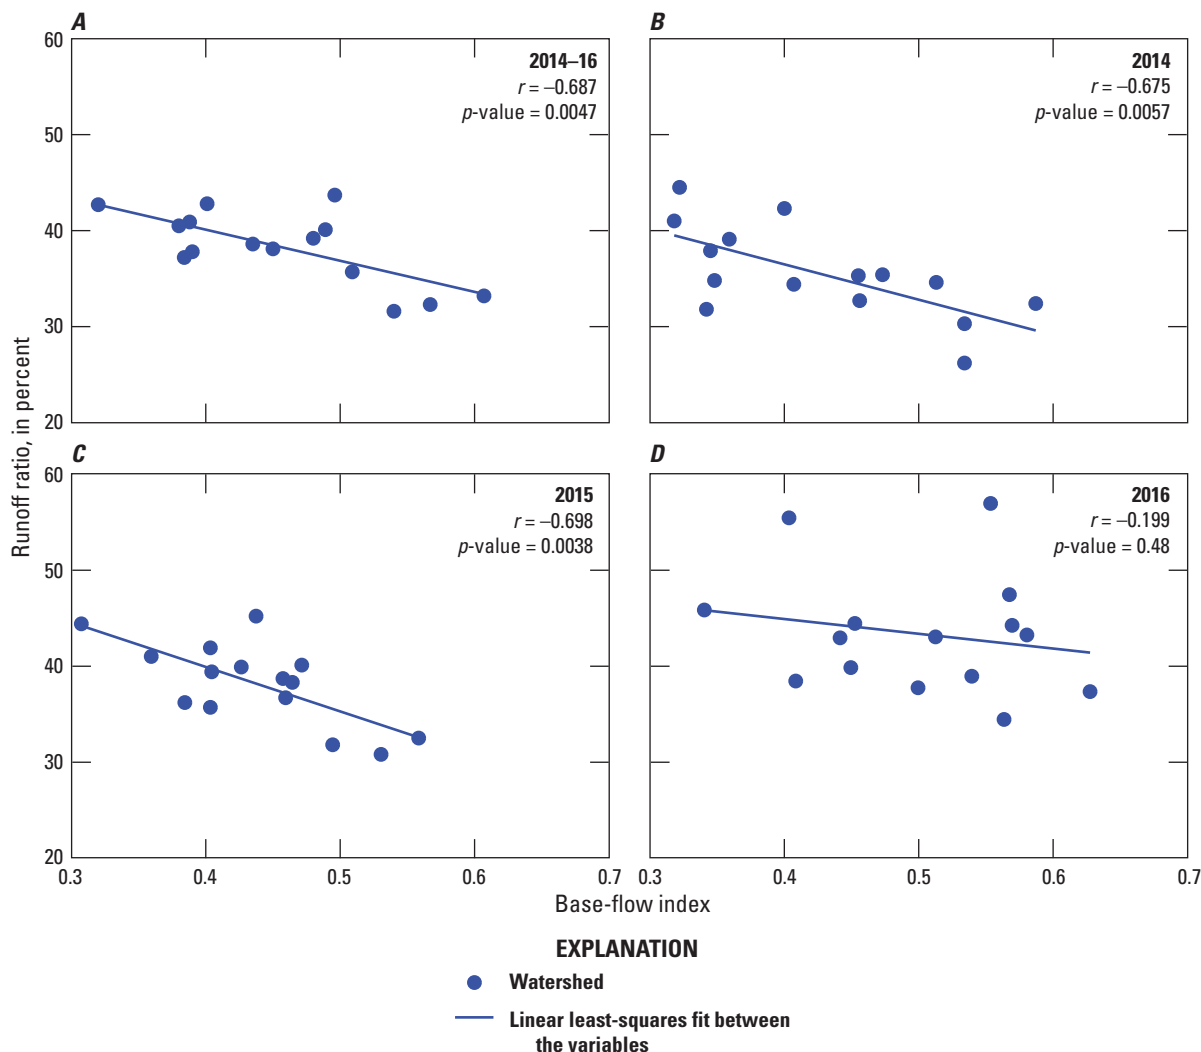 A
2014–16
r = –0.687
p-value = 0.0047
B
2014
r = –0.675
p-value = 0.0057
60
50
40
30
20
Runoff ratio, in percent
C
2015
r = –0.698
p-value = 0.0038
D
2016
r = –0.199
p-value = 0.48
60
50
40
30
20
0.3 0.4 0.5 0.6 0.7
0.3 0.4 0.5 0.6 0.7
Base-flow index
EXPLANATION
Watershed
Linear least-squares fit between
the variables